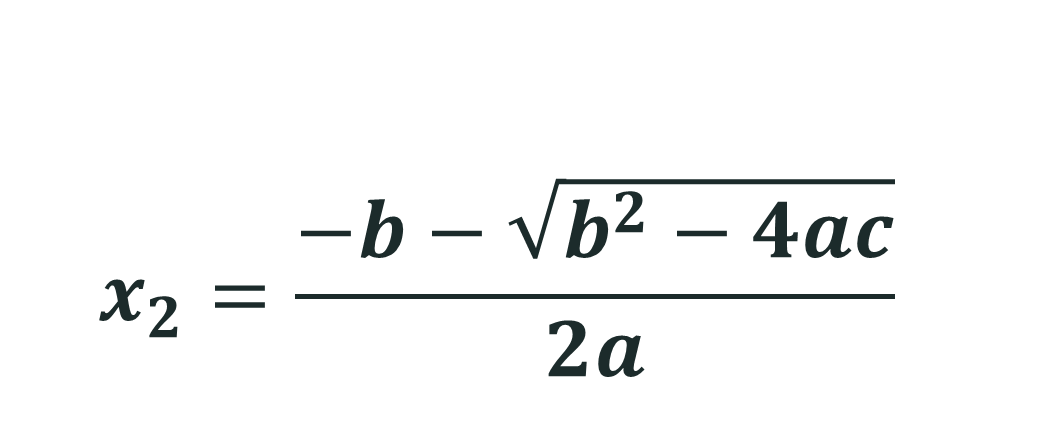 x₂ = (−b − √(b² − 4ac)) / 2a